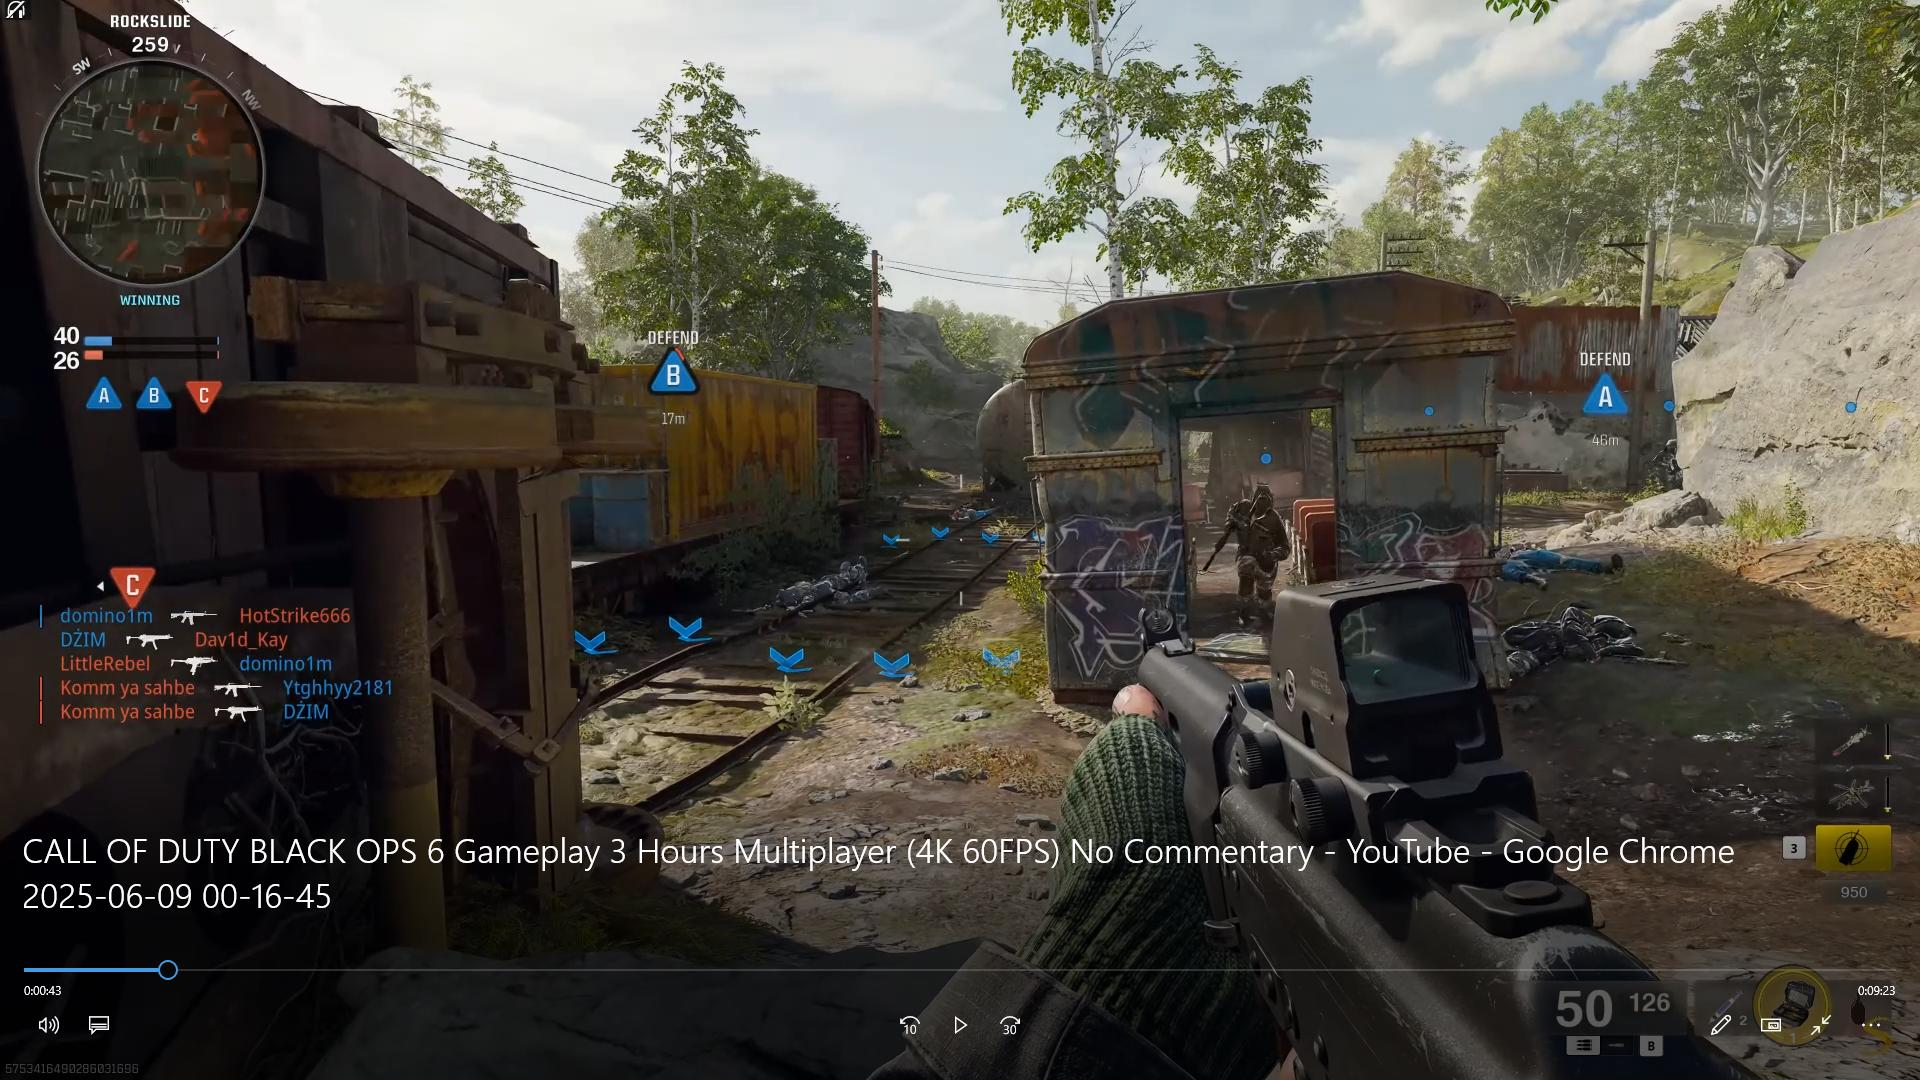 ROCKSLIDE
259
SW
NW
WINNING
40
26
A B C
DEFEND
B
17m
DEFEND
A
46m
C
domino1m HotStrike666
DŻIM Dav1d_Kay
LittleRebel domino1m
Komm ya sahbe Ytghhyy2181
Komm ya sahbe DŻIM
CALL OF DUTY BLACK OPS 6 Gameplay 3 Hours Multiplayer (4K 60FPS) No Commentary - YouTube - Google Chrome
2025-06-09 00-16-45
3
950
0:00:43
0:09:23
10
30
50 126
2
B
5753416490286031696